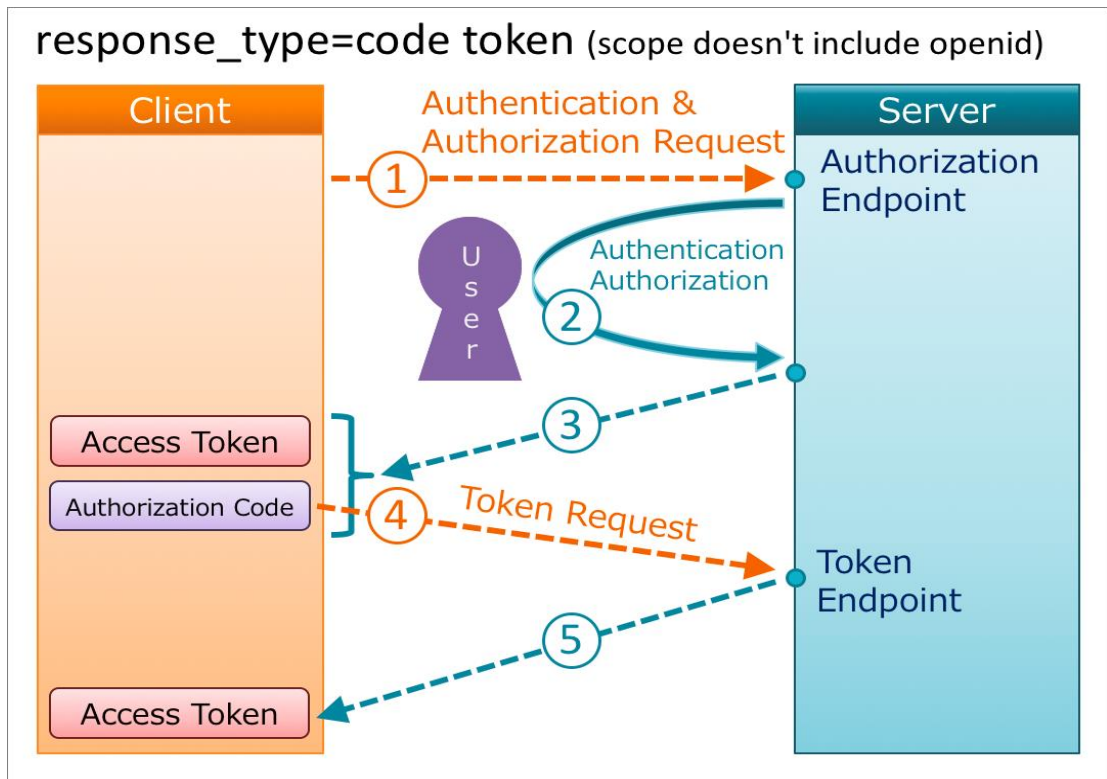 response_type=code token (scope doesn't include openid)
Client
Authentication &
Authorization Request
Server
1
Authorization
Endpoint
User
Authentication
Authorization
2
3
Access Token
Authorization Code
4
Token Request
Token
Endpoint
5
Access Token